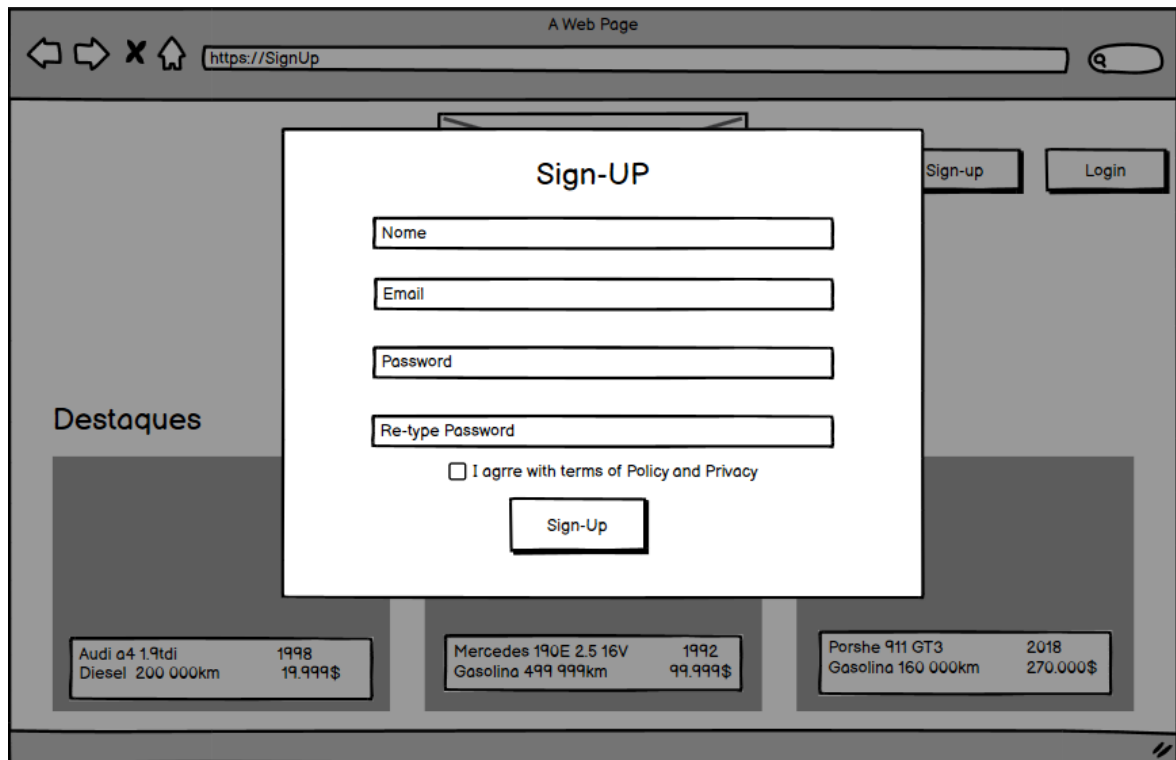 A Web Page
https://SignUp
Sign-up
Login
Sign-UP
Nome
Email
Password
Re-type Password
I agrre with terms of Policy and Privacy
Sign-Up
Destaques
Audi a4 1.9tdi 1998
Diesel 200 000km 19.999$
Mercedes 190E 2.5 16V 1992
Gasolina 499 999km 99.999$
Porshe 911 GT3 2018
Gasolina 160 000km 270.000$